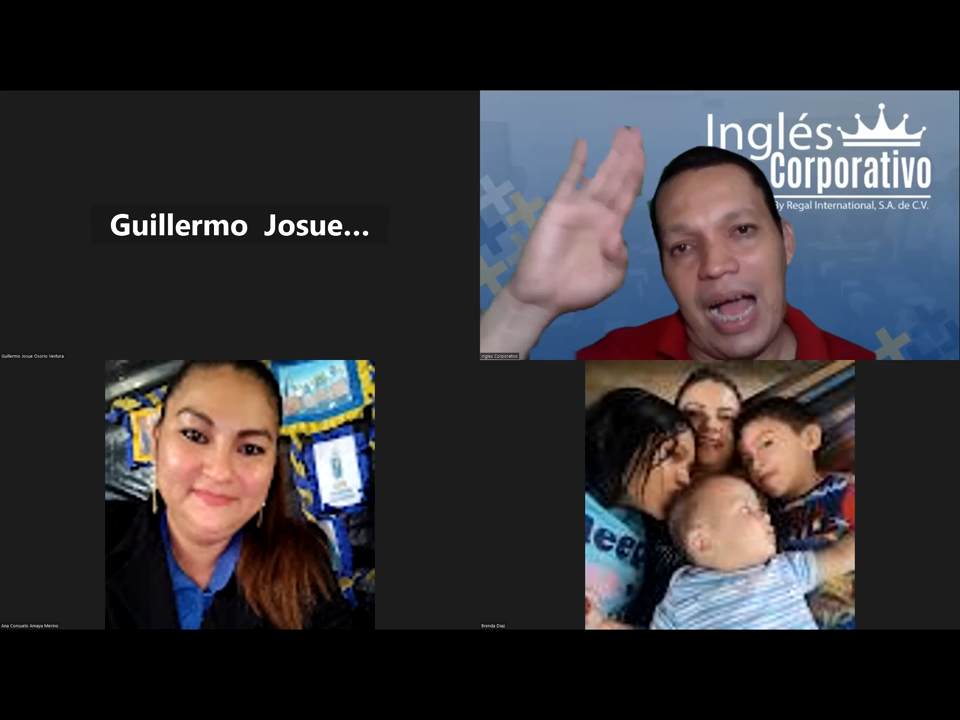 Guillermo Josue...
Guillermo Josue Osorio Ventura
Inglés
Corporativo
By Regal International, S.A. de C.V.
Inglés Corporativo
Ana Consuelo Amaya Merino
Brenda Diaz